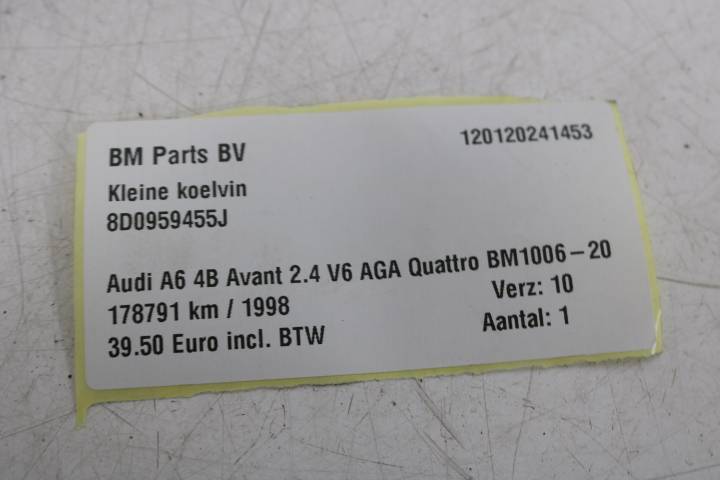 BM Parts BV 120120241453
Kleine koelvin
8D0959455J
Audi A6 4B Avant 2.4 V6 AGA Quattro BM1006-20
178791 km / 1998 Verz: 10
39.50 Euro incl. BTW Aantal: 1